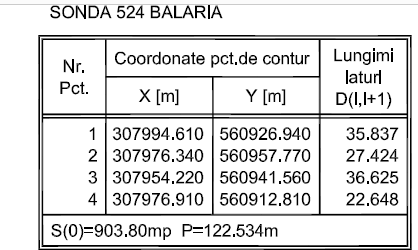 SONDA 524 BALARIA
Nr. Pct. Coordonate pct.de contur Lungimi laturi D(i,i+1)
X [m] Y [m]
1 307994.610 560926.940 35.837
2 307976.340 560957.770 27.424
3 307954.220 560941.560 36.625
4 307976.910 560912.810 22.648
S(0)=903.80mp P=122.534m